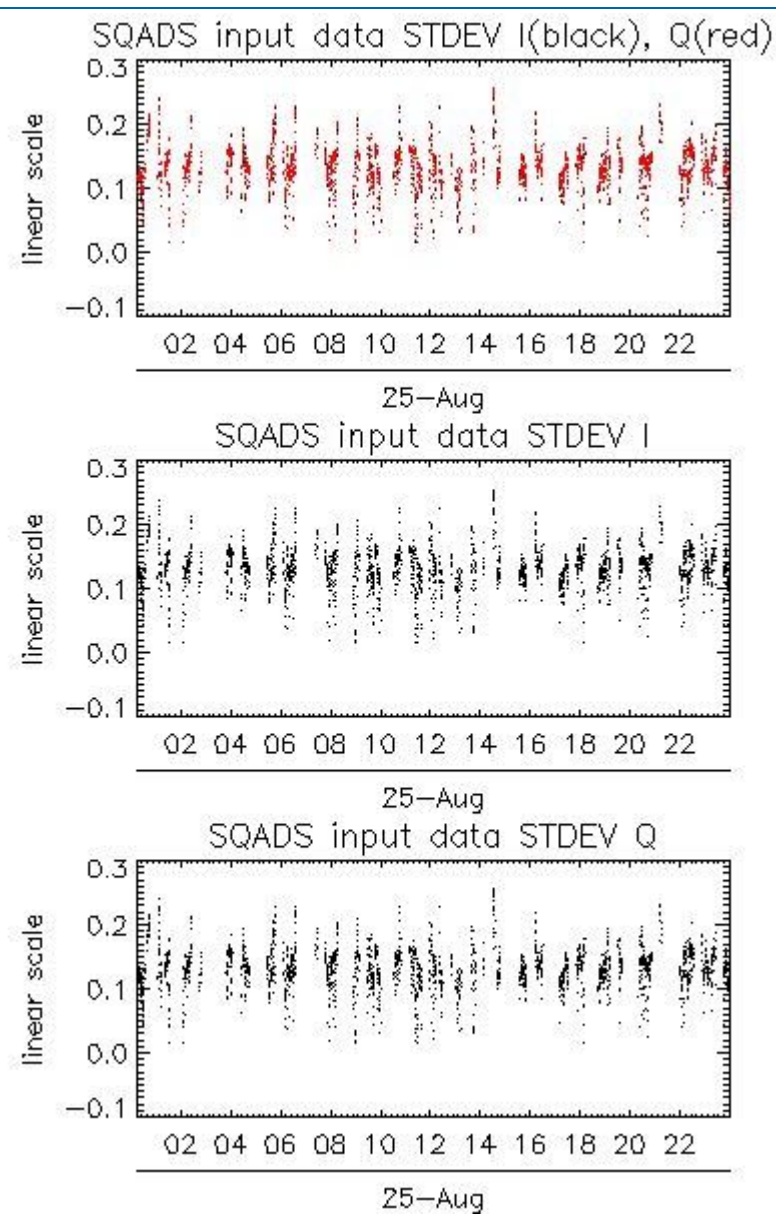 SQADS input data STDEV I(black), Q(red)
0.3
0.2
0.1
0.0
−0.1
linear scale
02 04 06 08 10 12 14 16 18 20 22
25−Aug
SQADS input data STDEV I
0.3
0.2
0.1
0.0
−0.1
linear scale
02 04 06 08 10 12 14 16 18 20 22
25−Aug
SQADS input data STDEV Q
0.3
0.2
0.1
0.0
−0.1
linear scale
02 04 06 08 10 12 14 16 18 20 22
25−Aug